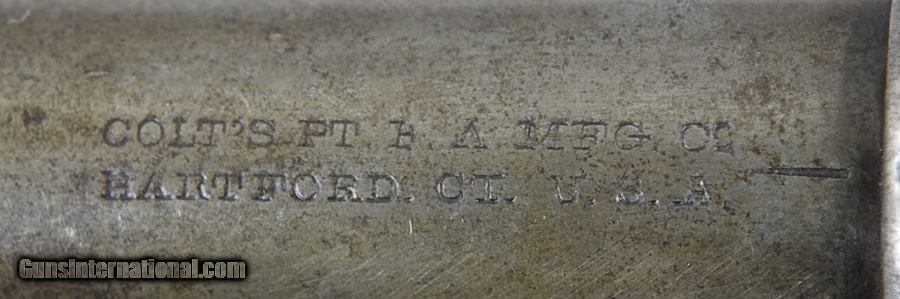 COLT'S PT F. A. MFG. Co.
HARTFORD. CT. U.S.A.
GunsInternational.com